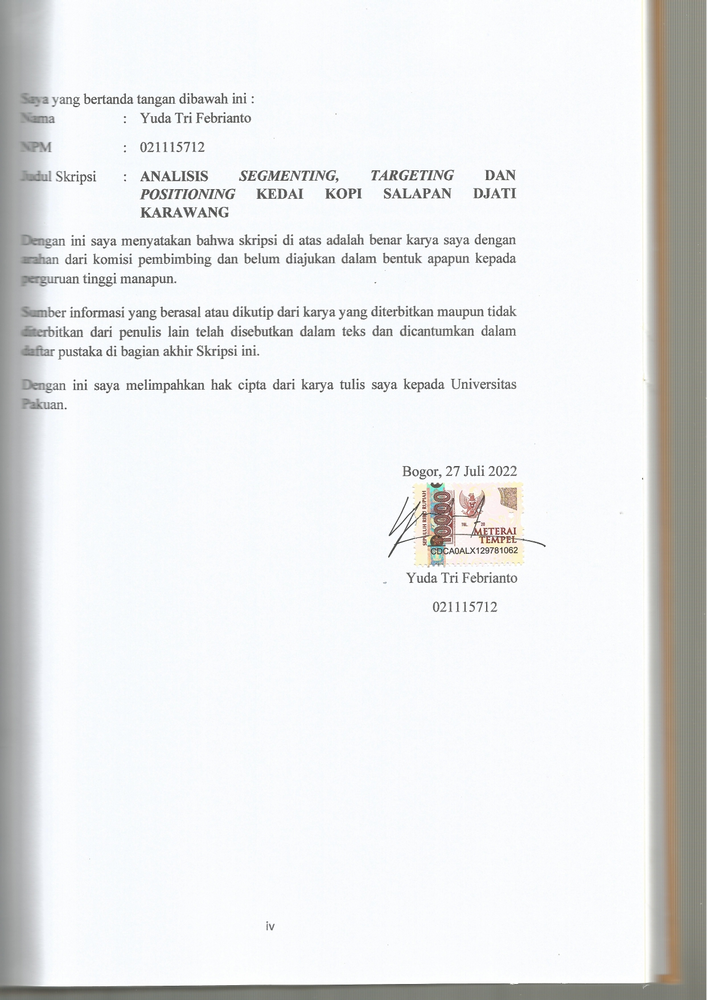 Saya yang bertanda tangan dibawah ini :
Nama : Yuda Tri Febrianto
NPM : 021115712
Judul Skripsi : ANALISIS SEGMENTING, TARGETING DAN
POSITIONING KEDAI KOPI SALAPAN DJATI
KARAWANG
Dengan ini saya menyatakan bahwa skripsi di atas adalah benar karya saya dengan
arahan dari komisi pembimbing dan belum diajukan dalam bentuk apapun kepada
perguruan tinggi manapun.
Sumber informasi yang berasal atau dikutip dari karya yang diterbitkan maupun tidak
diterbitkan dari penulis lain telah disebutkan dalam teks dan dicantumkan dalam
daftar pustaka di bagian akhir Skripsi ini.
Dengan ini saya melimpahkan hak cipta dari karya tulis saya kepada Universitas
Pakuan.
Bogor, 27 Juli 2022
SEPULUH RIBU RUPIAH
10000
TGL. 20
METERAI
TEMPEL
CDCA0ALX129781062
Yuda Tri Febrianto
021115712
iv